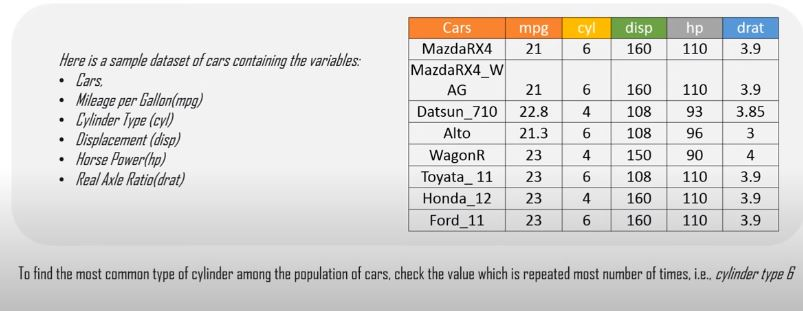 Here is a sample dataset of cars containing the variables:
• Cars,
• Mileage per Gallon(mpg)
• Cylinder Type (cyl)
• Displacement (disp)
• Horse Power(hp)
• Real Axle Ratio(drat)
Cars mpg cyl disp hp drat
MazdaRX4 21 6 160 110 3.9
MazdaRX4_W
AG 21 6 160 110 3.9
Datsun_710 22.8 4 108 93 3.85
Alto 21.3 6 108 96 3
WagonR 23 4 150 90 4
Toyata_ 11 23 6 108 110 3.9
Honda_12 23 4 160 110 3.9
Ford_11 23 6 160 110 3.9
To find the most common type of cylinder among the population of cars, check the value which is repeated most number of times, i.e., cylinder type 6